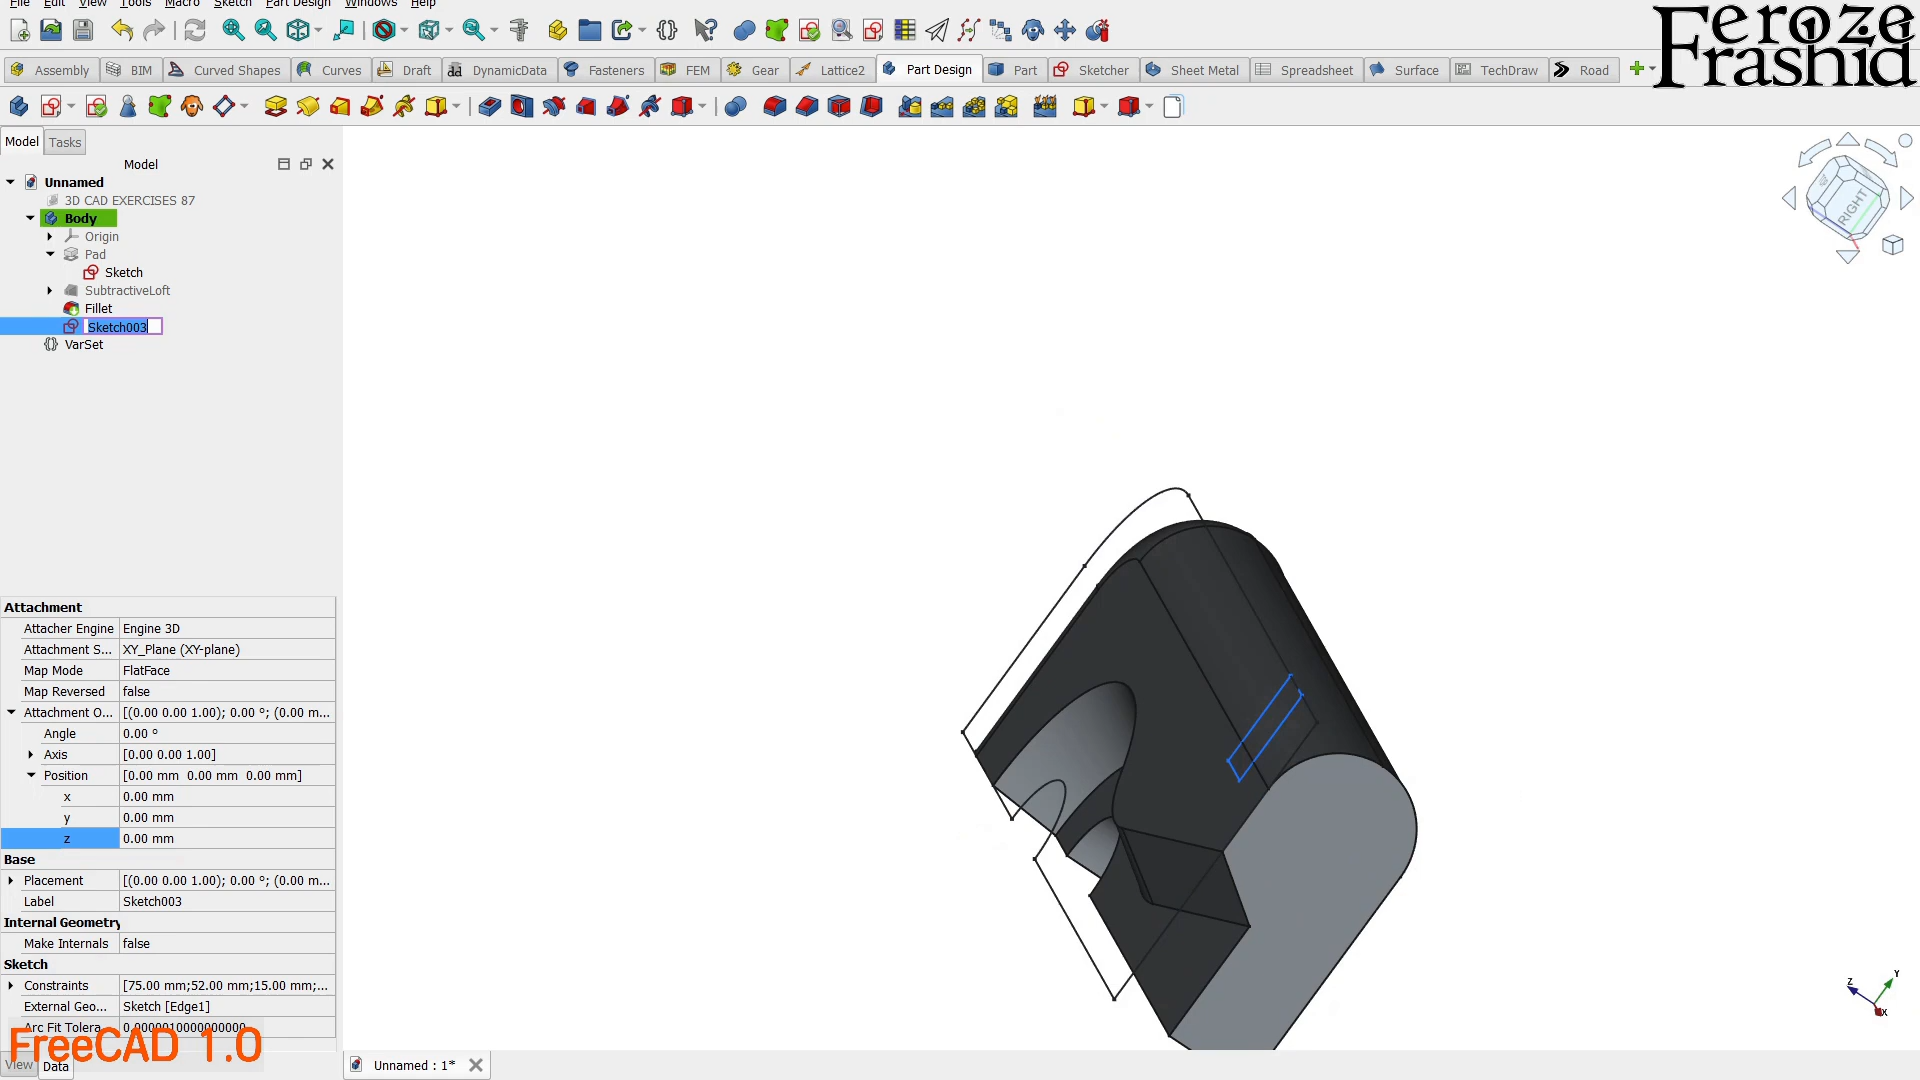 File Edit View Tools Macro Sketch Part Design Windows Help
Feroze
Frashid
Assembly BIM Curved Shapes Curves Draft DynamicData Fasteners FEM Gear Lattice2 Part Design Part Sketcher Sheet Metal Spreadsheet Surface TechDraw Road
Model Tasks
Model
Unnamed
3D CAD EXERCISES 87
Body
Origin
Pad
Sketch
SubtractiveLoft
Fillet
Sketch003
VarSet
RIGHT
Attachment
Attacher Engine Engine 3D
Attachment S... XY_Plane (XY-plane)
Map Mode FlatFace
Map Reversed false
Attachment O... [(0.00 0.00 1.00); 0.00 °; (0.00 m...
Angle 0.00 °
Axis [0.00 0.00 1.00]
Position [0.00 mm 0.00 mm 0.00 mm]
x 0.00 mm
y 0.00 mm
z 0.00 mm
Base
Placement [(0.00 0.00 1.00); 0.00 °; (0.00 m...
Label Sketch003
Internal Geometry
Make Internals false
Sketch
Constraints [75.00 mm;52.00 mm;15.00 mm;...
External Geo... Sketch [Edge1]
Arc Fit Tolera 0.0000010000000000
FreeCAD 1.0
View Data
Unnamed : 1*
Z Y X